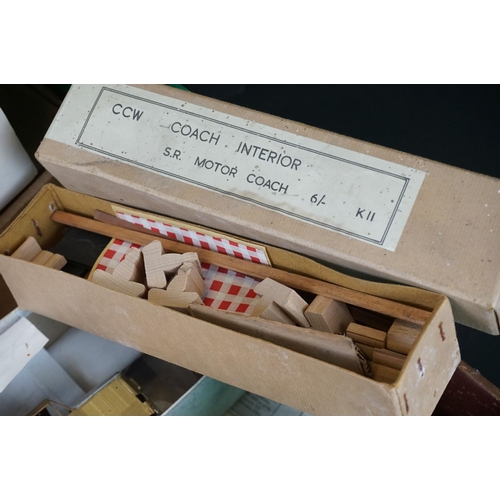 CCW COACH INTERIOR
S.R. MOTOR COACH 6/- K11